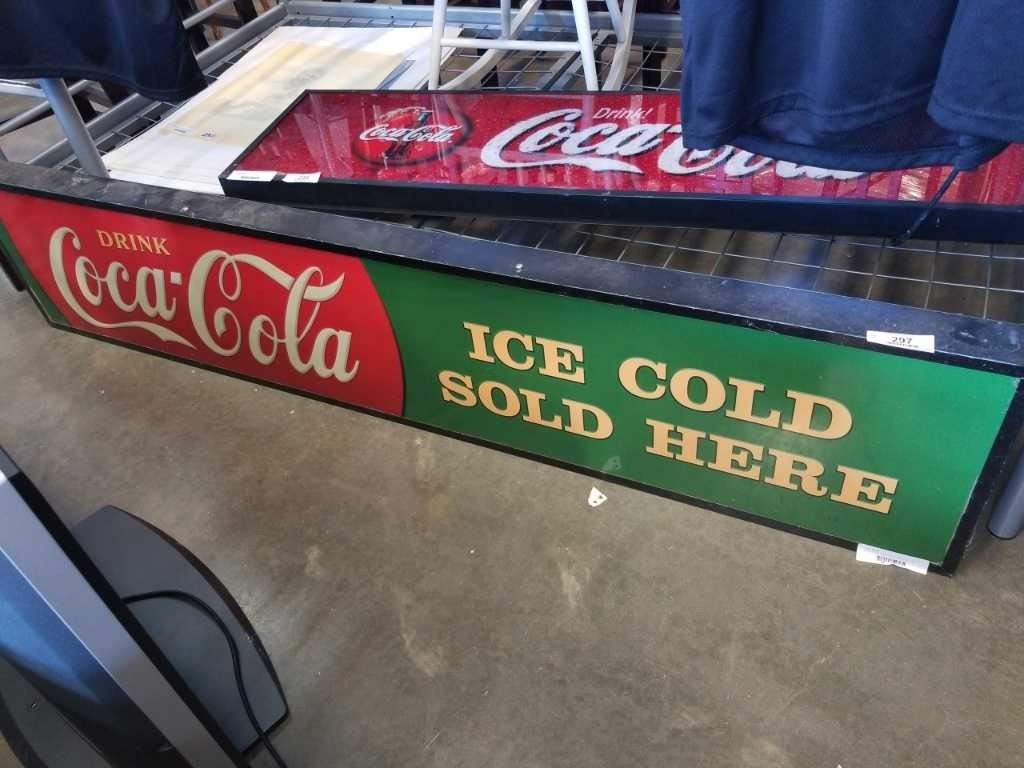 Drink!
Coca-Cola
Coca-Cola
DRINK
Coca-Cola
ICE COLD
SOLD HERE
297